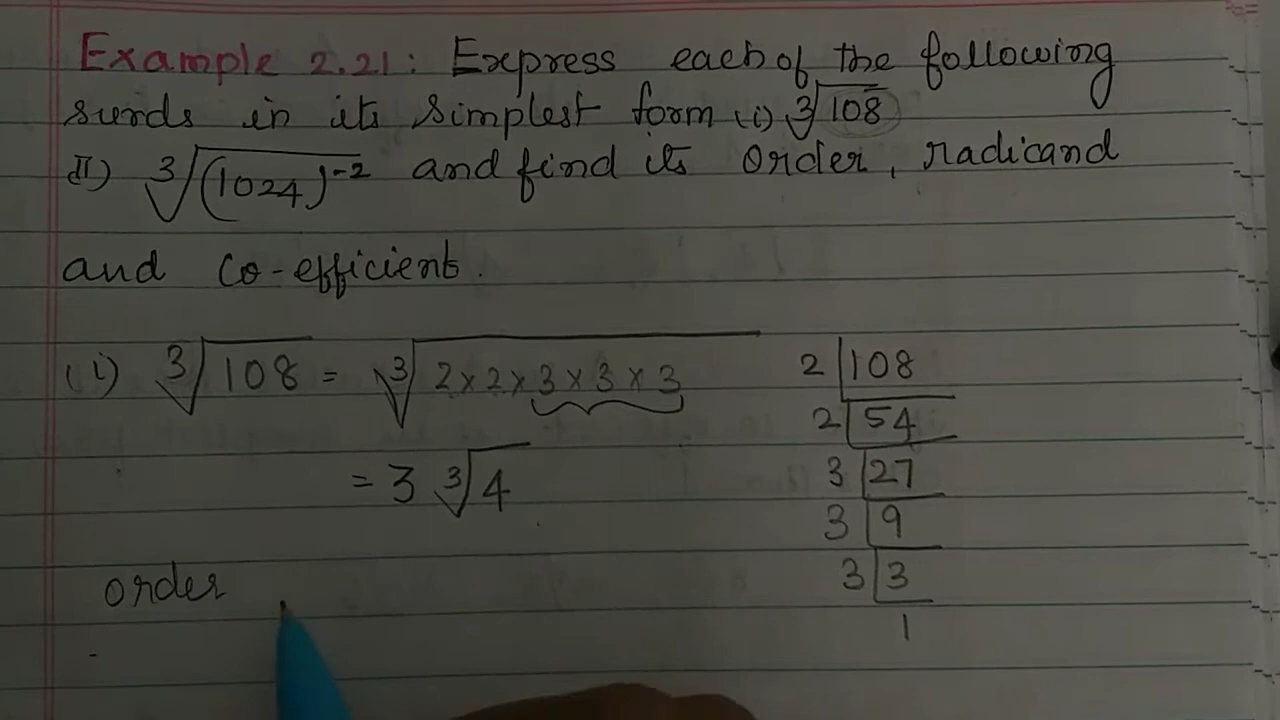 Example 2.21: Express each of the following
surds in its simplest form (i) ∛108
II) ∛(1024)⁻² and find its order, radicand
and co-efficient.
(i) ∛108 = ∛2×2×3×3×3
= 3 ∛4
order
2 108
2 54
3 27
3 9
3 3
1